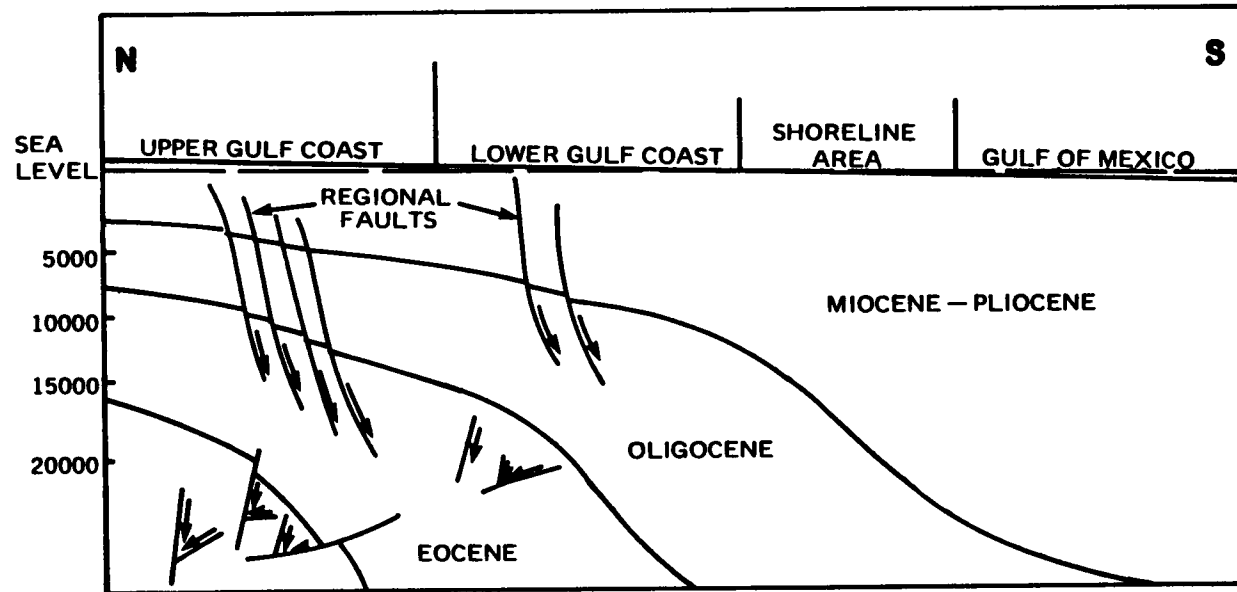 N
S
SEA
LEVEL
UPPER GULF COAST
LOWER GULF COAST
SHORELINE
AREA
GULF OF MEXICO
REGIONAL
FAULTS
5000
10000
15000
20000
MIOCENE — PLIOCENE
OLIGOCENE
EOCENE